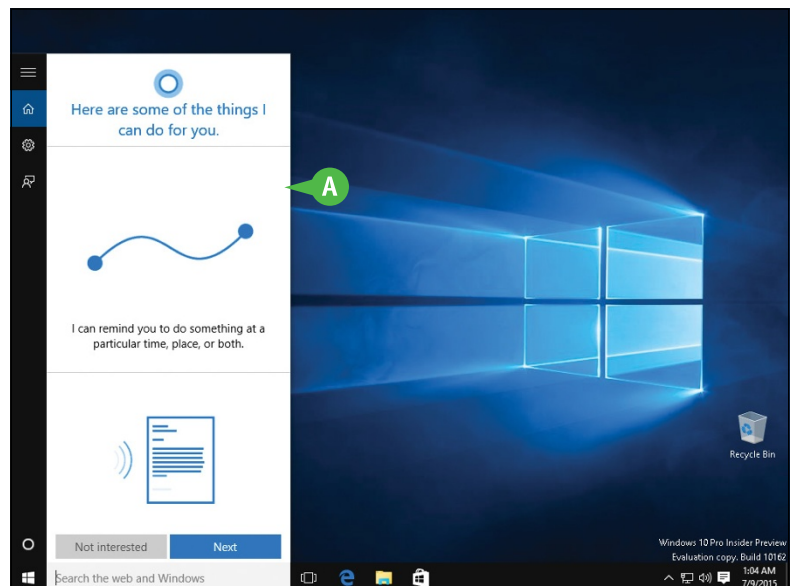 Here are some of the things I
can do for you.
A
I can remind you to do something at a
particular time, place, or both.
Not interested
Next
Search the web and Windows
Recycle Bin
Windows 10 Pro Insider Preview
Evaluation copy. Build 10162
1:04 AM
7/9/2015